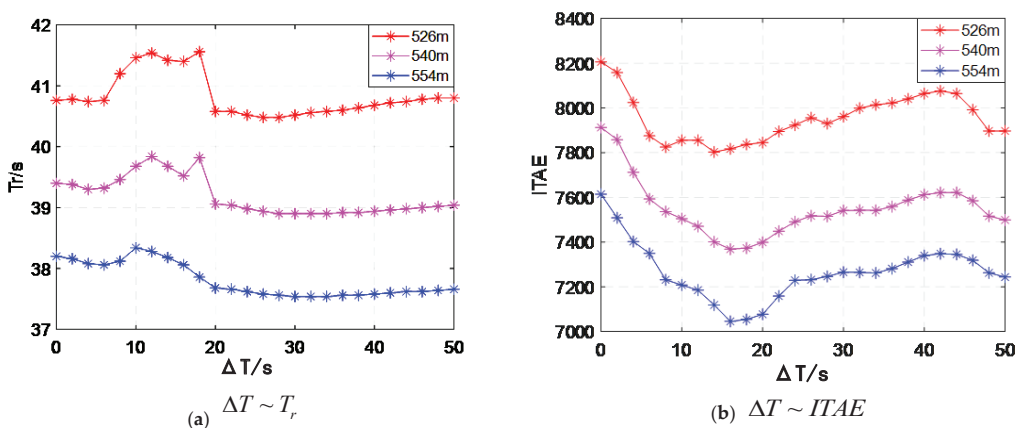 42
41
40
39
38
37
Tr/s
0 10 20 30 40 50
ΔT/s
526m
540m
554m
(a) ΔT ~ T_r
8400
8200
8000
7800
7600
7400
7200
7000
ITAE
0 10 20 30 40 50
ΔT/s
526m
540m
554m
(b) ΔT ~ ITAE